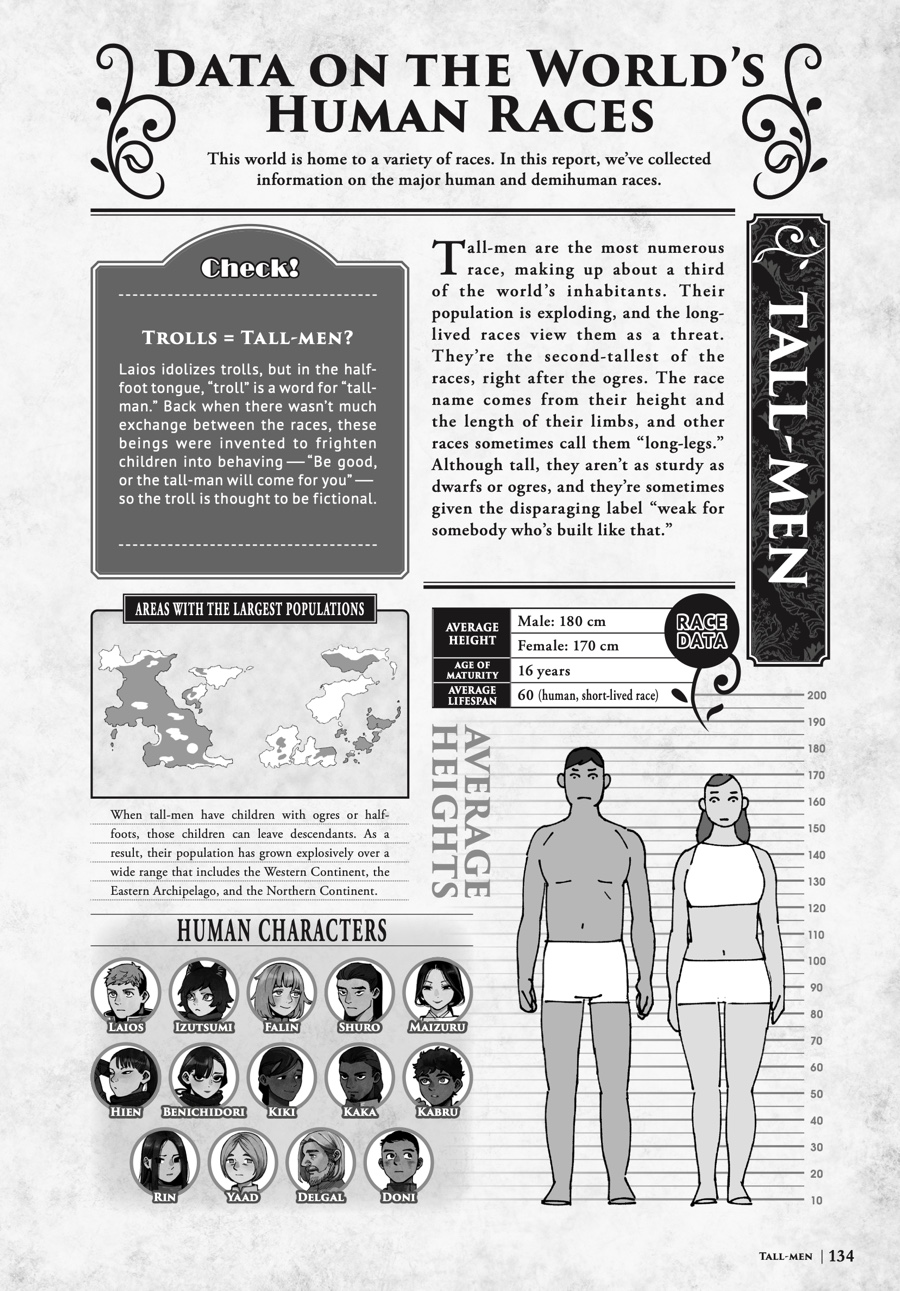 DATA ON THE WORLD'S
HUMAN RACES
This world is home to a variety of races. In this report, we've collected
information on the major human and demihuman races.
Check!
TROLLS = TALL-MEN?
Laios idolizes trolls, but in the half-
foot tongue, "troll" is a word for "tall-
man." Back when there wasn't much
exchange between the races, these
beings were invented to frighten
children into behaving — "Be good,
or the tall-man will come for you" —
so the troll is thought to be fictional.
Tall-men are the most numerous
race, making up about a third
of the world's inhabitants. Their
population is exploding, and the long-
lived races view them as a threat.
They're the second-tallest of the
races, right after the ogres. The race
name comes from their height and
the length of their limbs, and other
races sometimes call them "long-legs."
Although tall, they aren't as sturdy as
dwarfs or ogres, and they're sometimes
given the disparaging label "weak for
somebody who's built like that."
TALL-MEN
AREAS WITH THE LARGEST POPULATIONS
When tall-men have children with ogres or half-
foots, those children can leave descendants. As a
result, their population has grown explosively over a
wide range that includes the Western Continent, the
Eastern Archipelago, and the Northern Continent.
RACE
DATA
AVERAGE
HEIGHT
Male: 180 cm
Female: 170 cm
AGE OF
MATURITY
16 years
AVERAGE
LIFESPAN
60 (human, short-lived race)
AVERAGE
HEIGHTS
200
190
180
170
160
150
140
130
120
110
100
90
80
70
60
50
40
30
20
10
HUMAN CHARACTERS
LAIOS IZUTSUMI FALIN SHURO MAIZURU
HIEN BENICHIDORI KIKI KAKA KABRU
RIN YAAD DELGAL DONI
TALL-MEN | 134